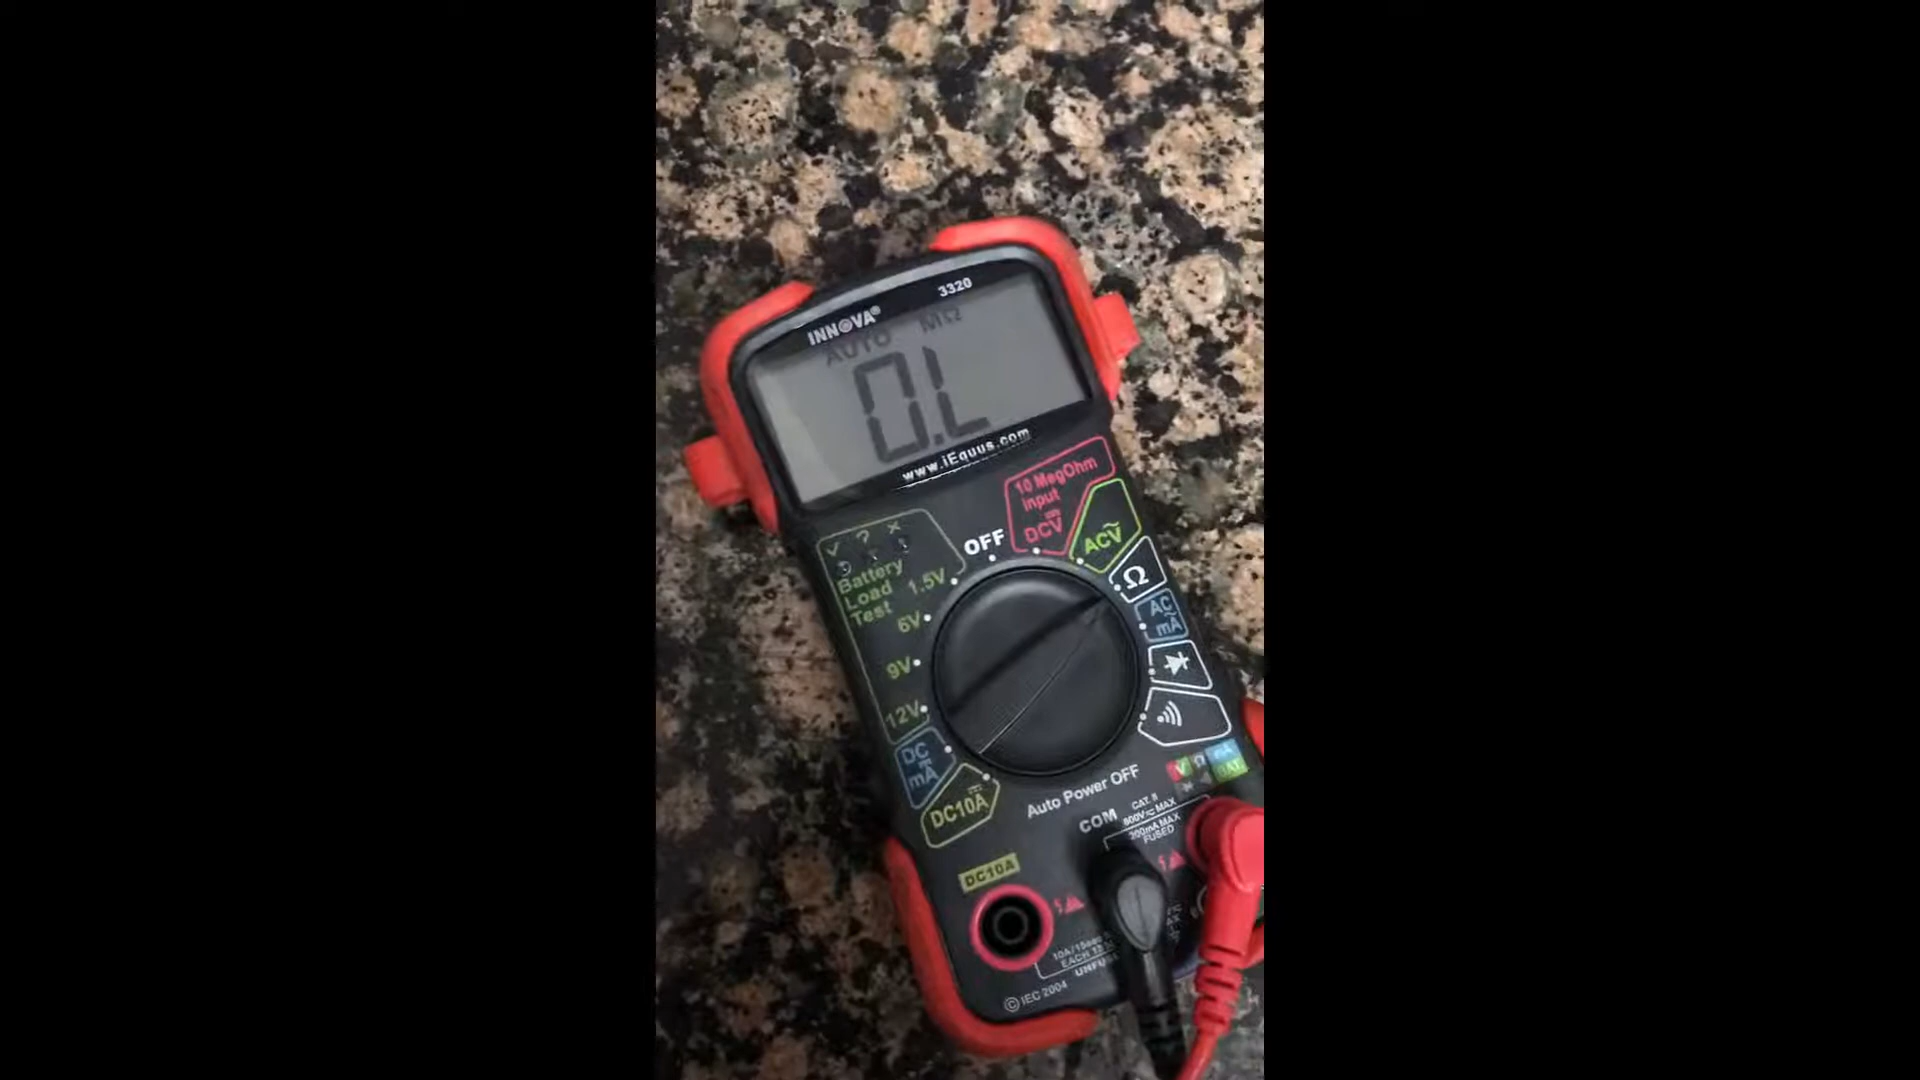 3320
INNOVA®
AUTO MΩ
0.L
www.iEquus.com
10 MegOhm
input
DCV
ACV
OFF
Ω
✓ ? ×
Battery
Load
Test
1.5V
6V
9V
12V
AC
mA
DC
mA
DC10A
Auto Power OFF
V Ω mA
BAT
COM
CAT. II
600V MAX
200mA MAX
FUSED
DC10A
© IEC 2004